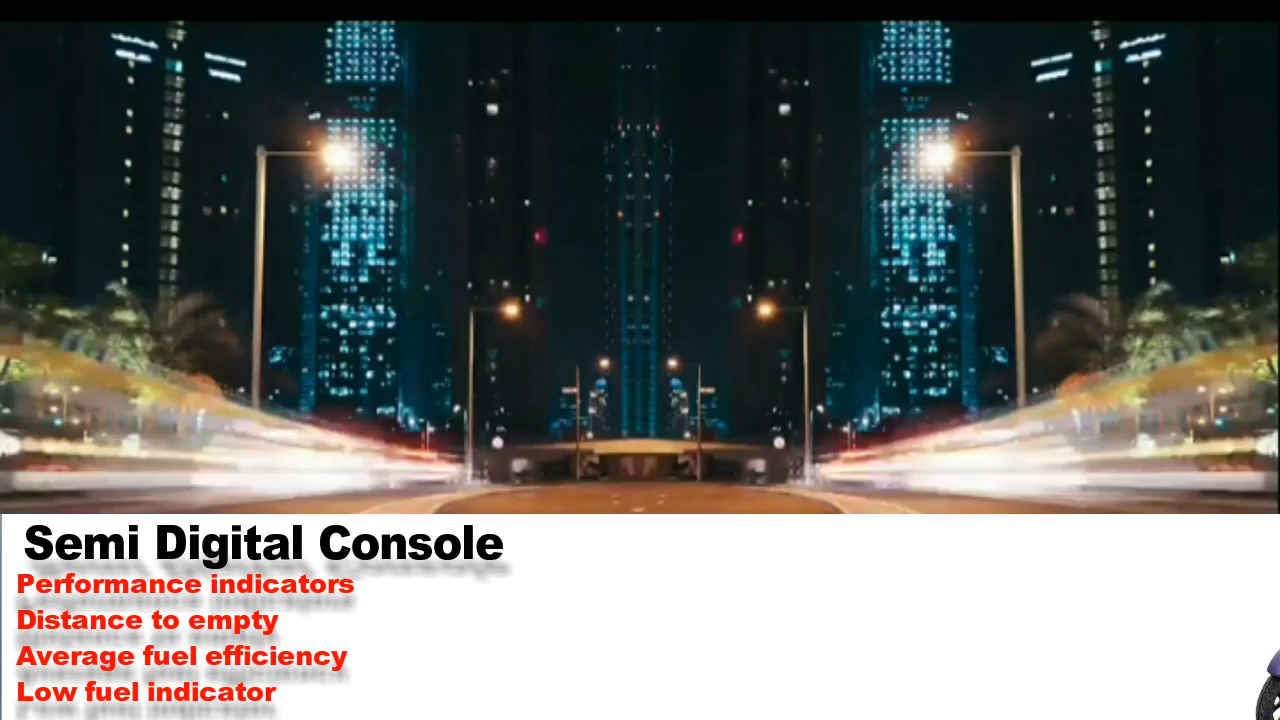 Semi Digital Console
Performance indicators
Distance to empty
Average fuel efficiency
Low fuel indicator